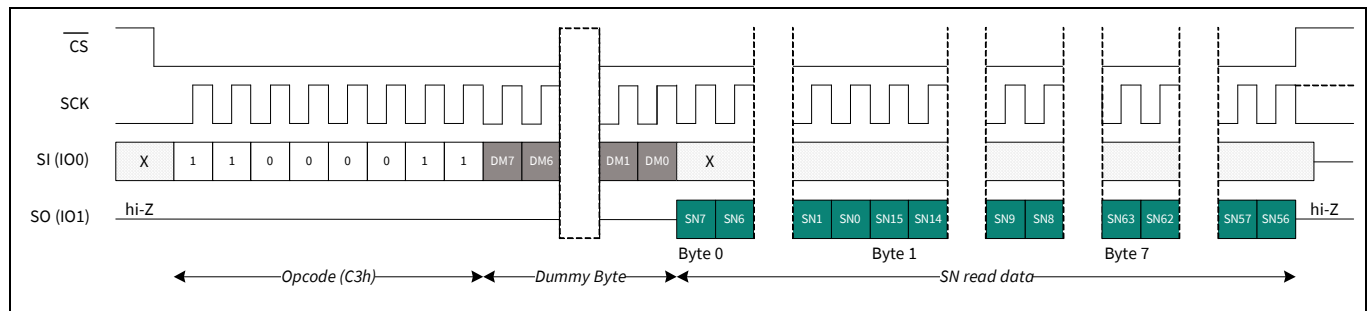 CS
SCK
SI (IO0) X 1 1 0 0 0 0 1 1 DM7 DM6 DM1 DM0 X
SO (IO1) hi-Z SN7 SN6 SN1 SN0 SN15 SN14 SN9 SN8 SN63 SN62 SN57 SN56 hi-Z
Byte 0 Byte 1 Byte 7
Opcode (C3h) Dummy Byte SN read data